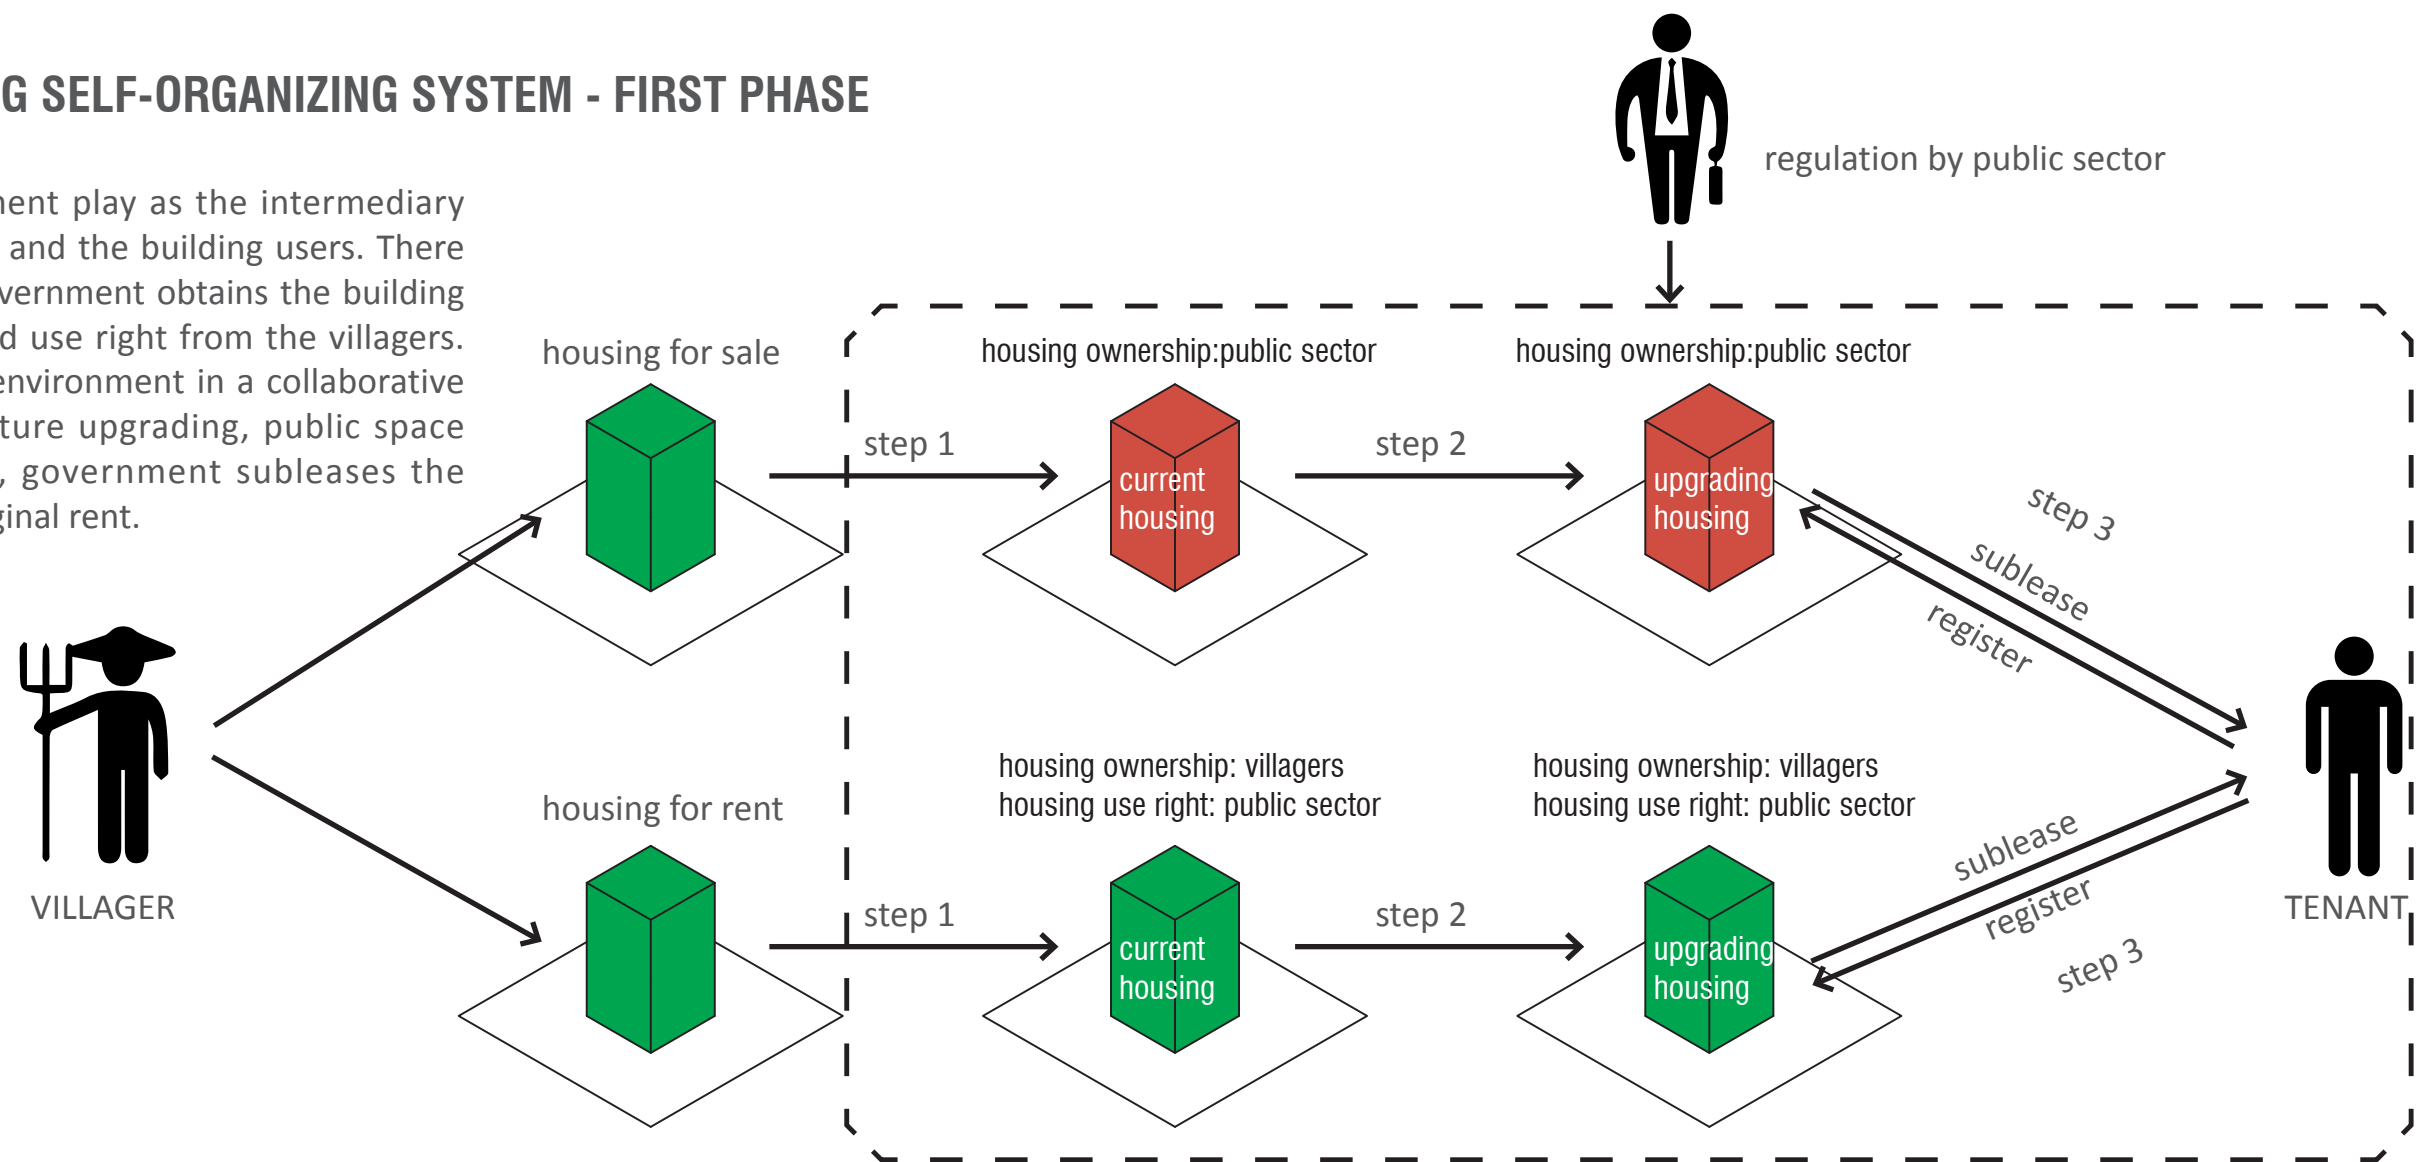 G SELF-ORGANIZING SYSTEM - FIRST PHASE
regulation by public sector
ment play as the intermediary
and the building users. There
vernment obtains the building
d use right from the villagers.
environment in a collaborative
ture upgrading, public space
, government subleases the
ginal rent.
housing for sale
housing ownership:public sector
housing ownership:public sector
step 1
step 2
current
housing
upgrading
housing
step 3
sublease
register
VILLAGER
TENANT
housing for rent
housing ownership: villagers
housing use right: public sector
housing ownership: villagers
housing use right: public sector
step 1
step 2
current
housing
upgrading
housing
sublease
register
step 3